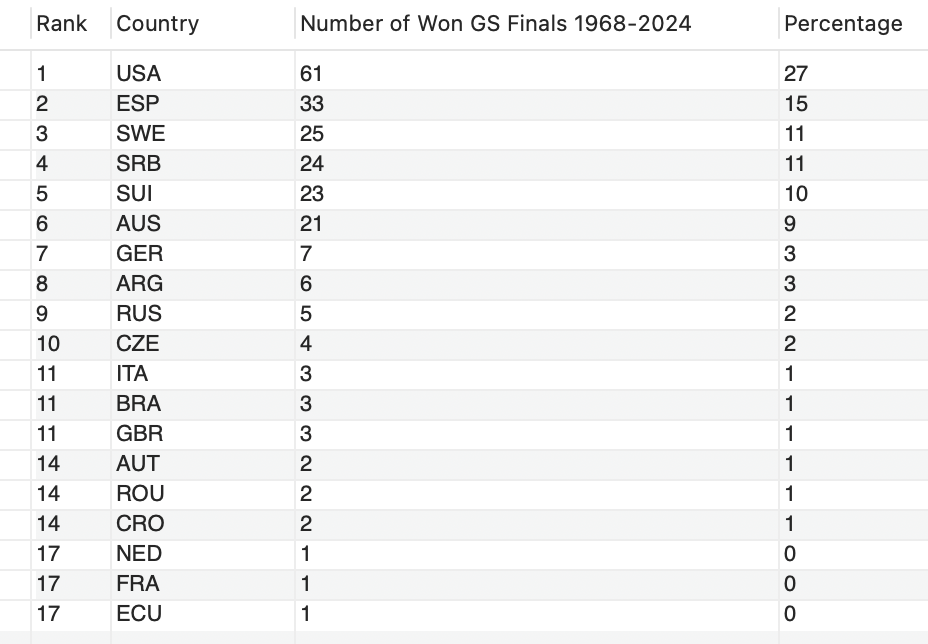 Rank Country Number of Won GS Finals 1968-2024 Percentage
1 USA 61 27
2 ESP 33 15
3 SWE 25 11
4 SRB 24 11
5 SUI 23 10
6 AUS 21 9
7 GER 7 3
8 ARG 6 3
9 RUS 5 2
10 CZE 4 2
11 ITA 3 1
11 BRA 3 1
11 GBR 3 1
14 AUT 2 1
14 ROU 2 1
14 CRO 2 1
17 NED 1 0
17 FRA 1 0
17 ECU 1 0